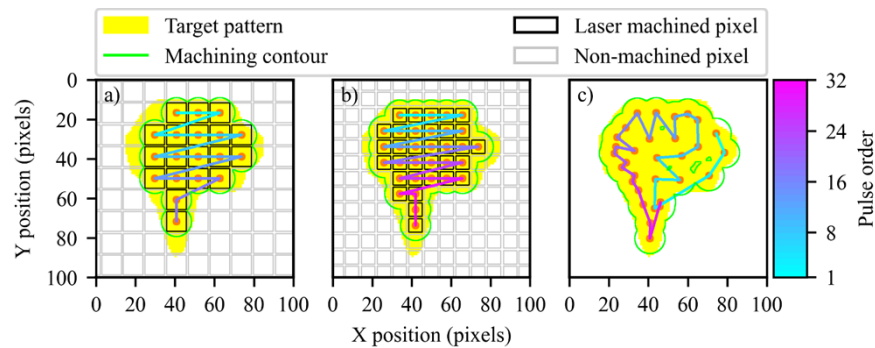 Target pattern
Laser machined pixel
Machining contour
Non-machined pixel
a)
b)
c)
0
20
40
60
80
100
Y position (pixels)
0 20 40 60 80 100
0 20 40 60 80 100
0 20 40 60 80 100
X position (pixels)
32
24
16
8
1
Pulse order